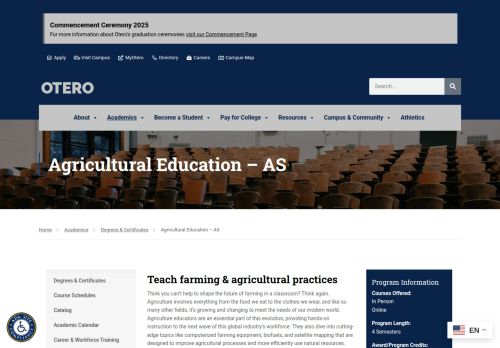 Commencement Ceremony 2025
For more information about Otero's graduation ceremonies visit our Commencement Page
Apply Visit Campus MyOtero Directory Careers Campus Map
OTERO
Search...
About Academics Become a Student Pay for College Resources Campus & Community Athletics
Agricultural Education – AS
Home Academics Degrees & Certificates Agricultural Education – AS
Degrees & Certificates
Course Schedules
Catalog
Academic Calendar
Career & Workforce Training
Teach farming & agricultural practices
Think you can't help to shape the future of farming in a classroom? Think again.
Agriculture involves everything from the food we eat to the clothes we wear, and like so
many other fields, it's growing and changing to meet the needs of our modern world.
Agriculture educators are an essential part of this evolution, providing hands-on
instruction to the next wave of this global industry's workforce. They also dive into cutting-
edge topics like computerized farming equipment, biofuels, and satellite mapping that are
designed to improve agricultural processes and more efficiently use natural resources.
Program Information
Courses Offered:
In Person
Online
Program Length:
4 Semesters
Award/Program Credits:
EN